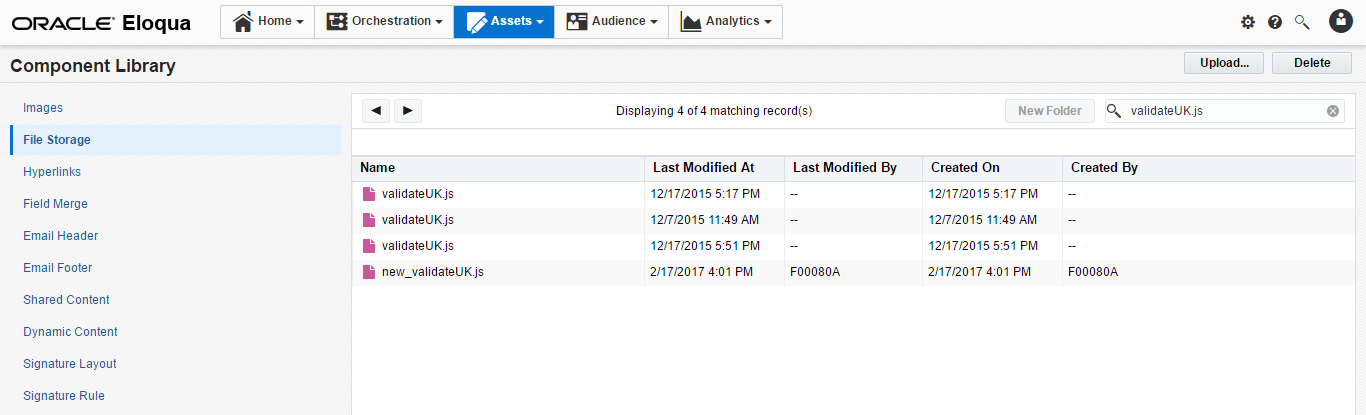 ORACLE Eloqua Home Orchestration Assets Audience Analytics
Component Library Upload... Delete
Images
File Storage
Hyperlinks
Field Merge
Email Header
Email Footer
Shared Content
Dynamic Content
Signature Layout
Signature Rule
Displaying 4 of 4 matching record(s) New Folder validateUK.js
Name Last Modified At Last Modified By Created On Created By
validateUK.js 12/17/2015 5:17 PM -- 12/17/2015 5:17 PM --
validateUK.js 12/7/2015 11:49 AM -- 12/7/2015 11:49 AM --
validateUK.js 12/17/2015 5:51 PM -- 12/17/2015 5:51 PM --
new_validateUK.js 2/17/2017 4:01 PM F00080A 2/17/2017 4:01 PM F00080A